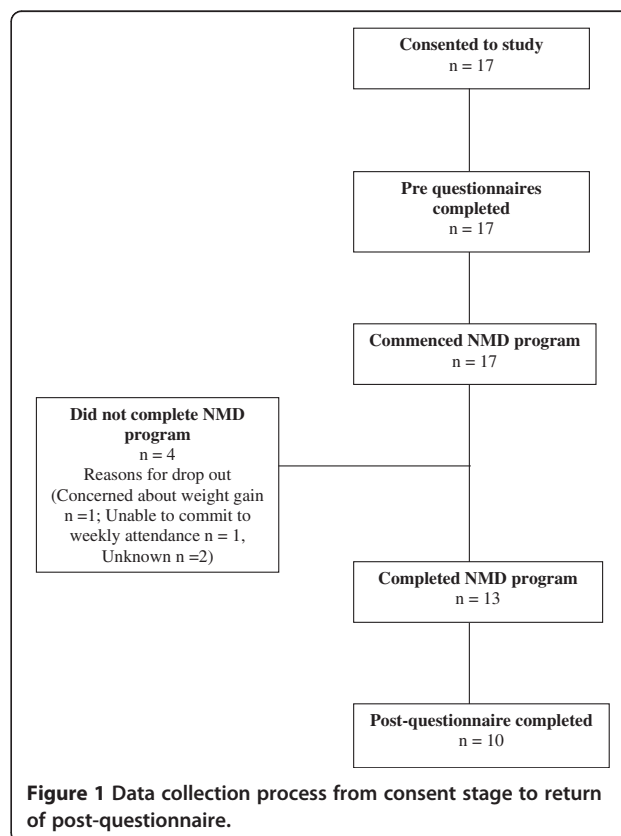 Consented to study
n = 17
Pre questionnaires
completed
n = 17
Commenced NMD program
n = 17
Did not complete NMD
program
n = 4
Reasons for drop out
(Concerned about weight gain
n =1; Unable to commit to
weekly attendance n = 1,
Unknown n =2)
Completed NMD program
n = 13
Post-questionnaire completed
n = 10
Figure 1 Data collection process from consent stage to return
of post-questionnaire.